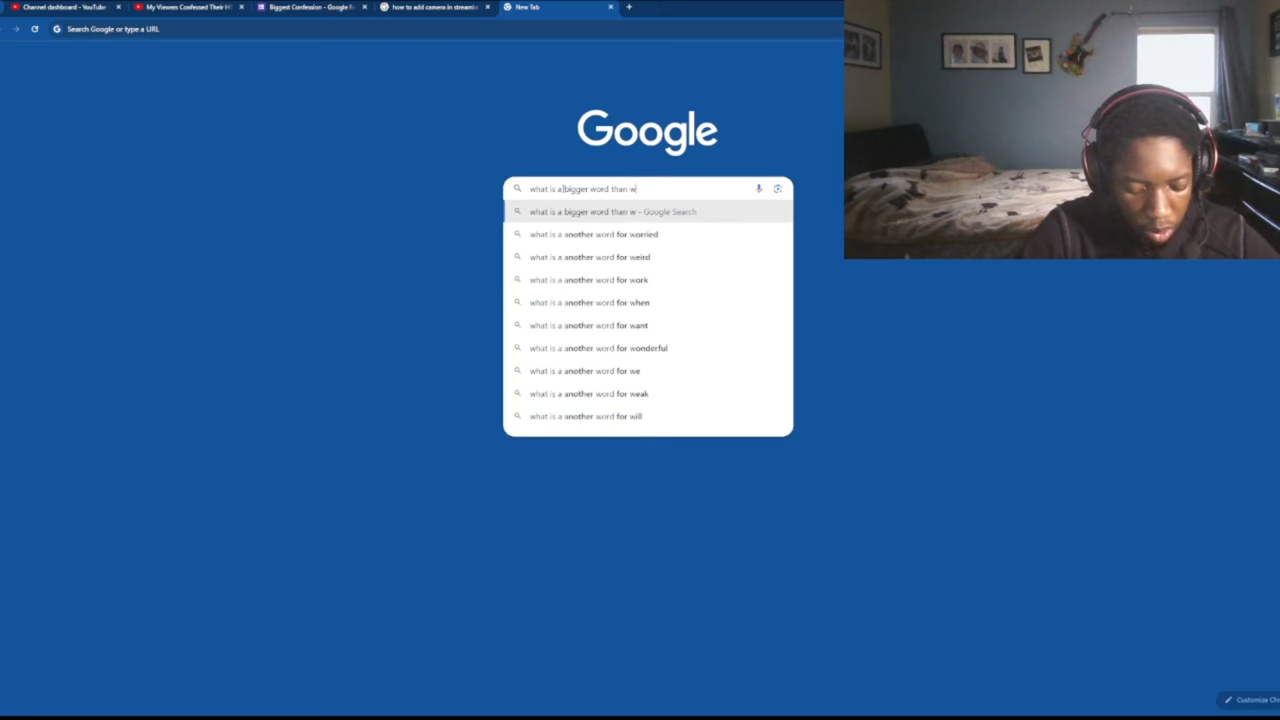 Channel dashboard - YouTube
My Viewers Confessed Their H
Biggest Confession - Google F
how to add camera in streamla
New Tab
Search Google or type a URL
Google
what is a bigger word than w
what is a bigger word than w - Google Search
what is a another word for worried
what is a another word for weird
what is a another word for work
what is a another word for when
what is a another word for want
what is a another word for wonderful
what is a another word for we
what is a another word for weak
what is a another word for will
Customize Chr